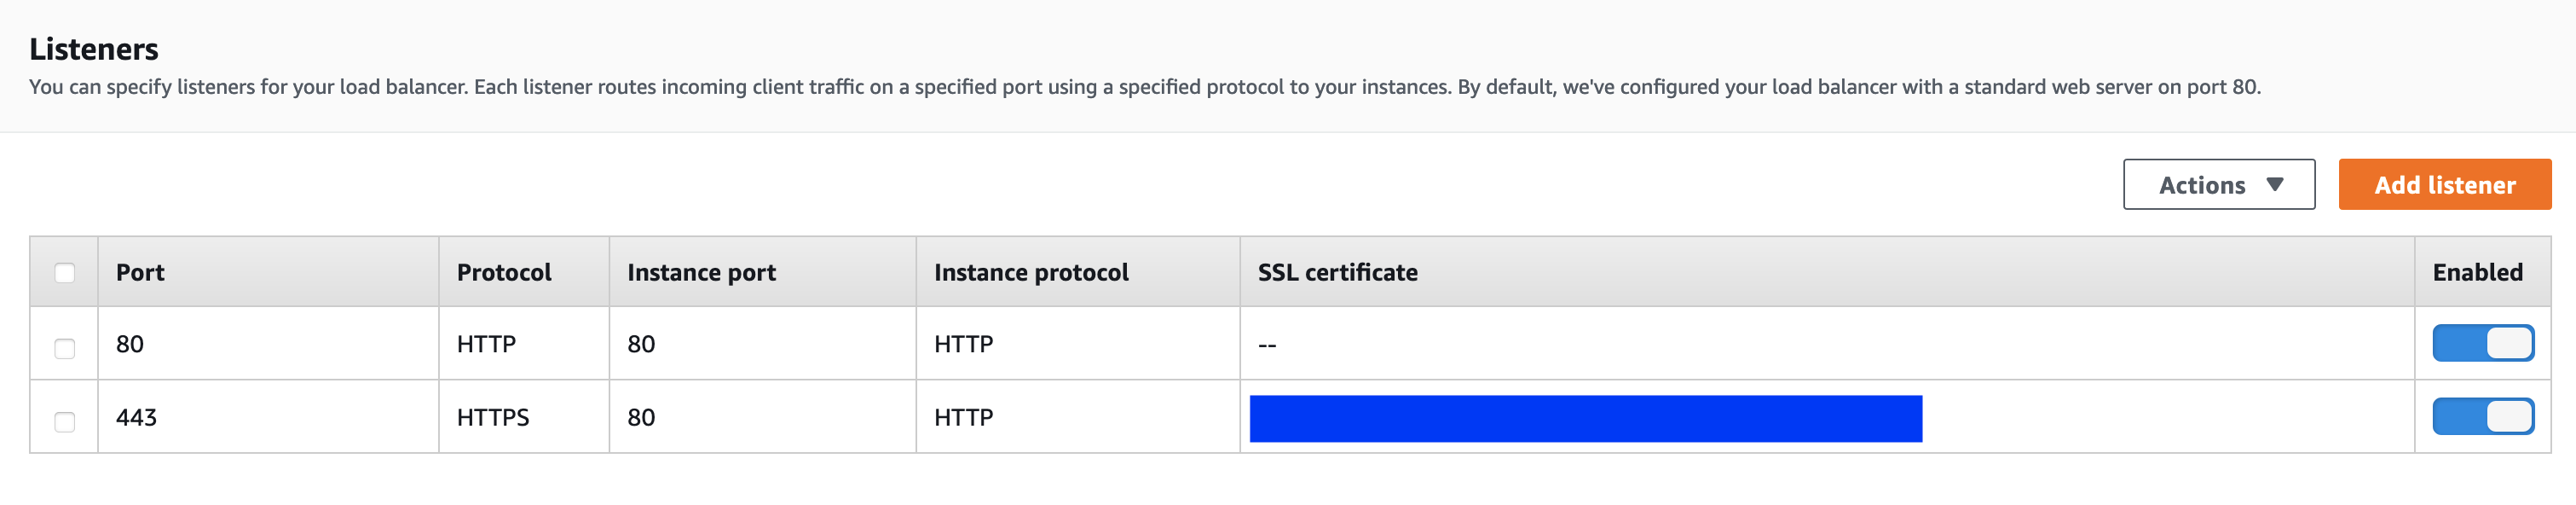 Listeners
You can specify listeners for your load balancer. Each listener routes incoming client traffic on a specified port using a specified protocol to your instances. By default, we've configured your load balancer with a standard web server on port 80.
Actions Add listener
Port Protocol Instance port Instance protocol SSL certificate Enabled
80 HTTP 80 HTTP --
443 HTTPS 80 HTTP